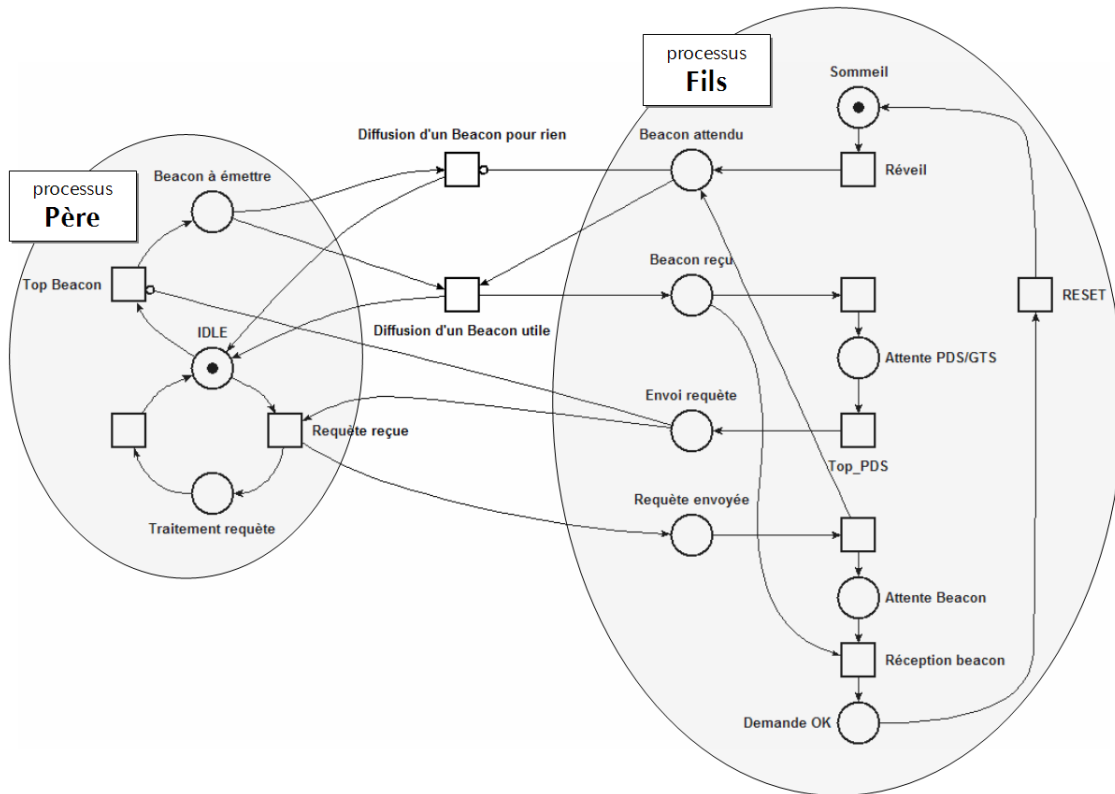 processus
Fils
Sommeil
Diffusion d'un Beacon pour rien
Beacon attendu
Réveil
processus
Père
Beacon à émettre
Beacon reçu
Top Beacon
RESET
Diffusion d'un Beacon utile
IDLE
Attente PDS/GTS
Envoi requête
Requête reçue
Top_PDS
Requête envoyée
Traitement requête
Attente Beacon
Réception beacon
Demande OK